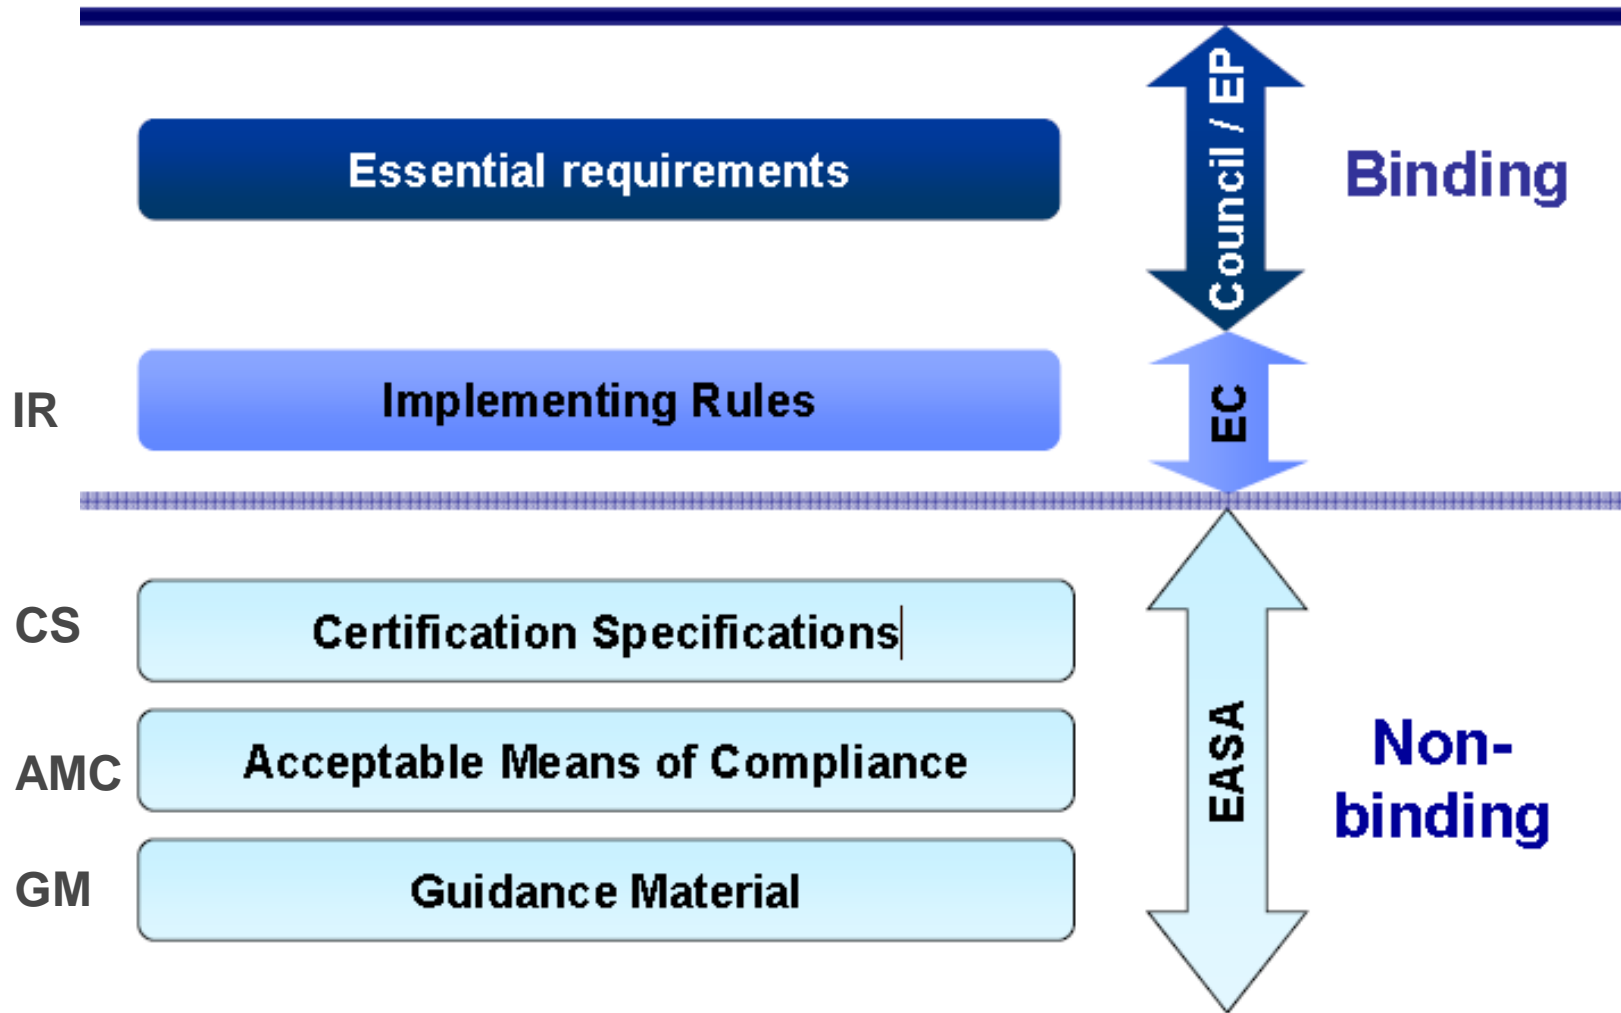 Essential requirements
Council / EP
Binding
IR
Implementing Rules
EC
CS
Certification Specifications
AMC
Acceptable Means of Compliance
EASA
Non-
binding
GM
Guidance Material